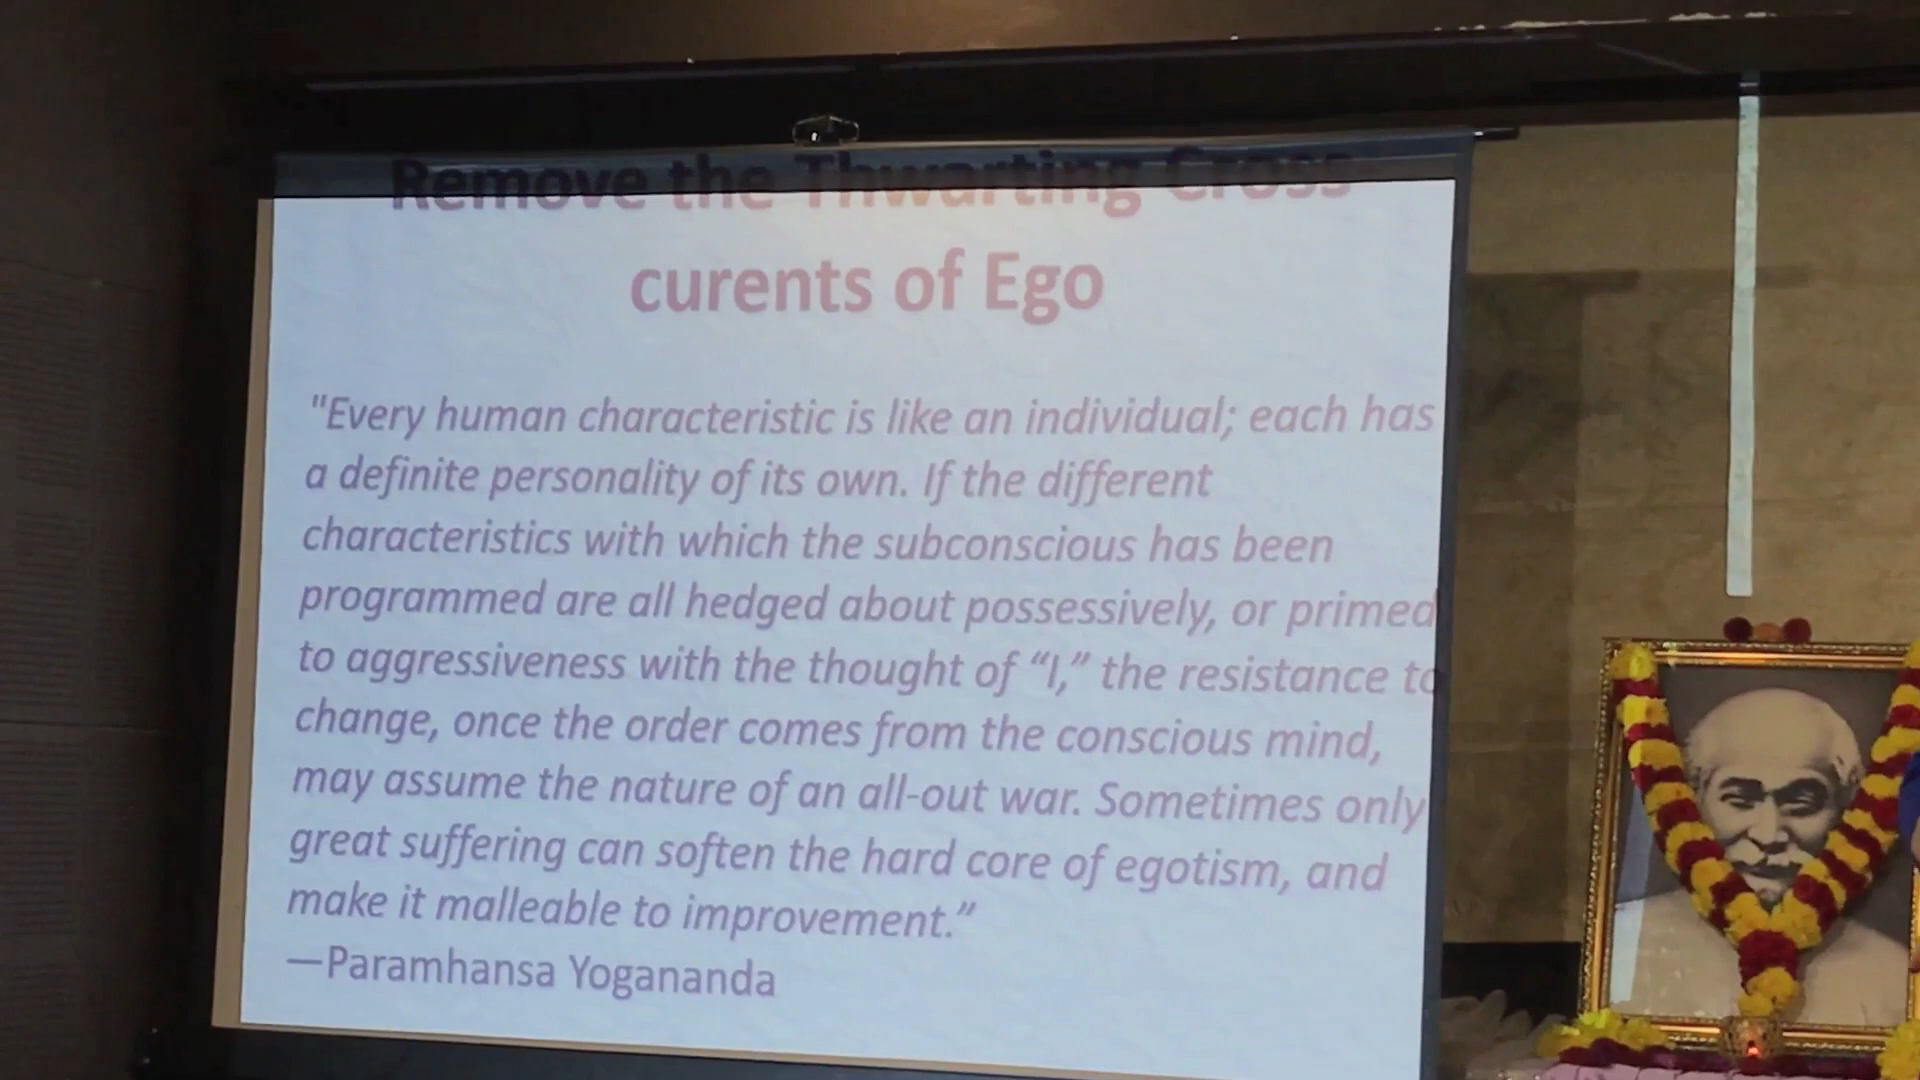 Remove the Thwarting Cross
curents of Ego
"Every human characteristic is like an individual; each has
a definite personality of its own. If the different
characteristics with which the subconscious has been
programmed are all hedged about possessively, or primed
to aggressiveness with the thought of “I,” the resistance to
change, once the order comes from the conscious mind,
may assume the nature of an all-out war. Sometimes only
great suffering can soften the hard core of egotism, and
make it malleable to improvement.”
—Paramhansa Yogananda